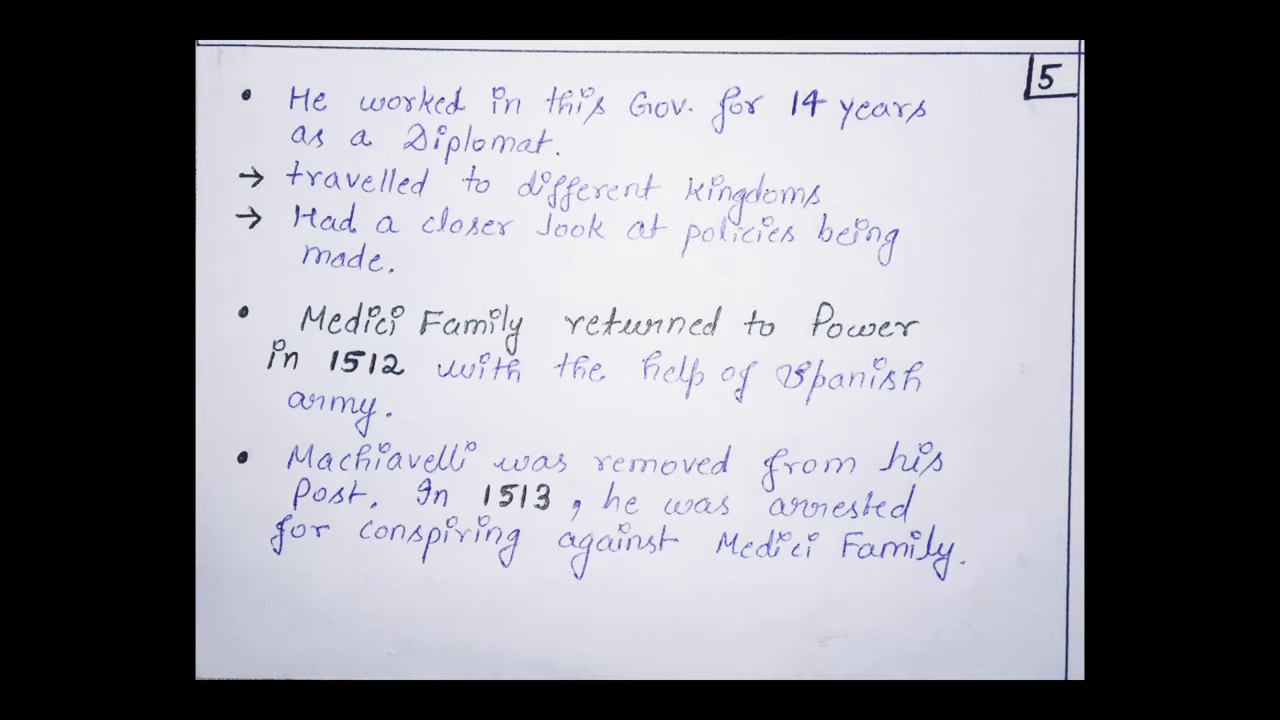 5
• He worked in this Gov. for 14 years
as a Diplomat.
→ travelled to different kingdoms
→ Had a closer look at policies being
made.
• Medici Family returned to Power
in 1512 with the help of Spanish
army.
• Machiavelli was removed from his
Post. In 1513, he was arrested
for conspiring against Medici Family.